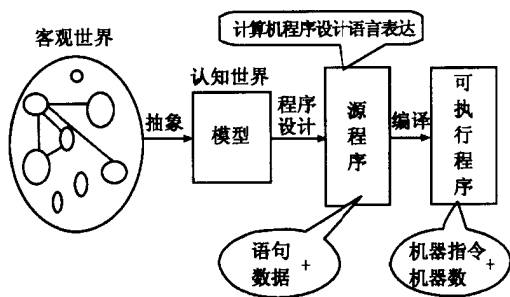 客观世界
计算机程序设计语言表达
认知世界
抽象
模型
程序
设计
源
程
序
编译
可
执
行
程
序
语句
数据 +
机器指令
机器数 +